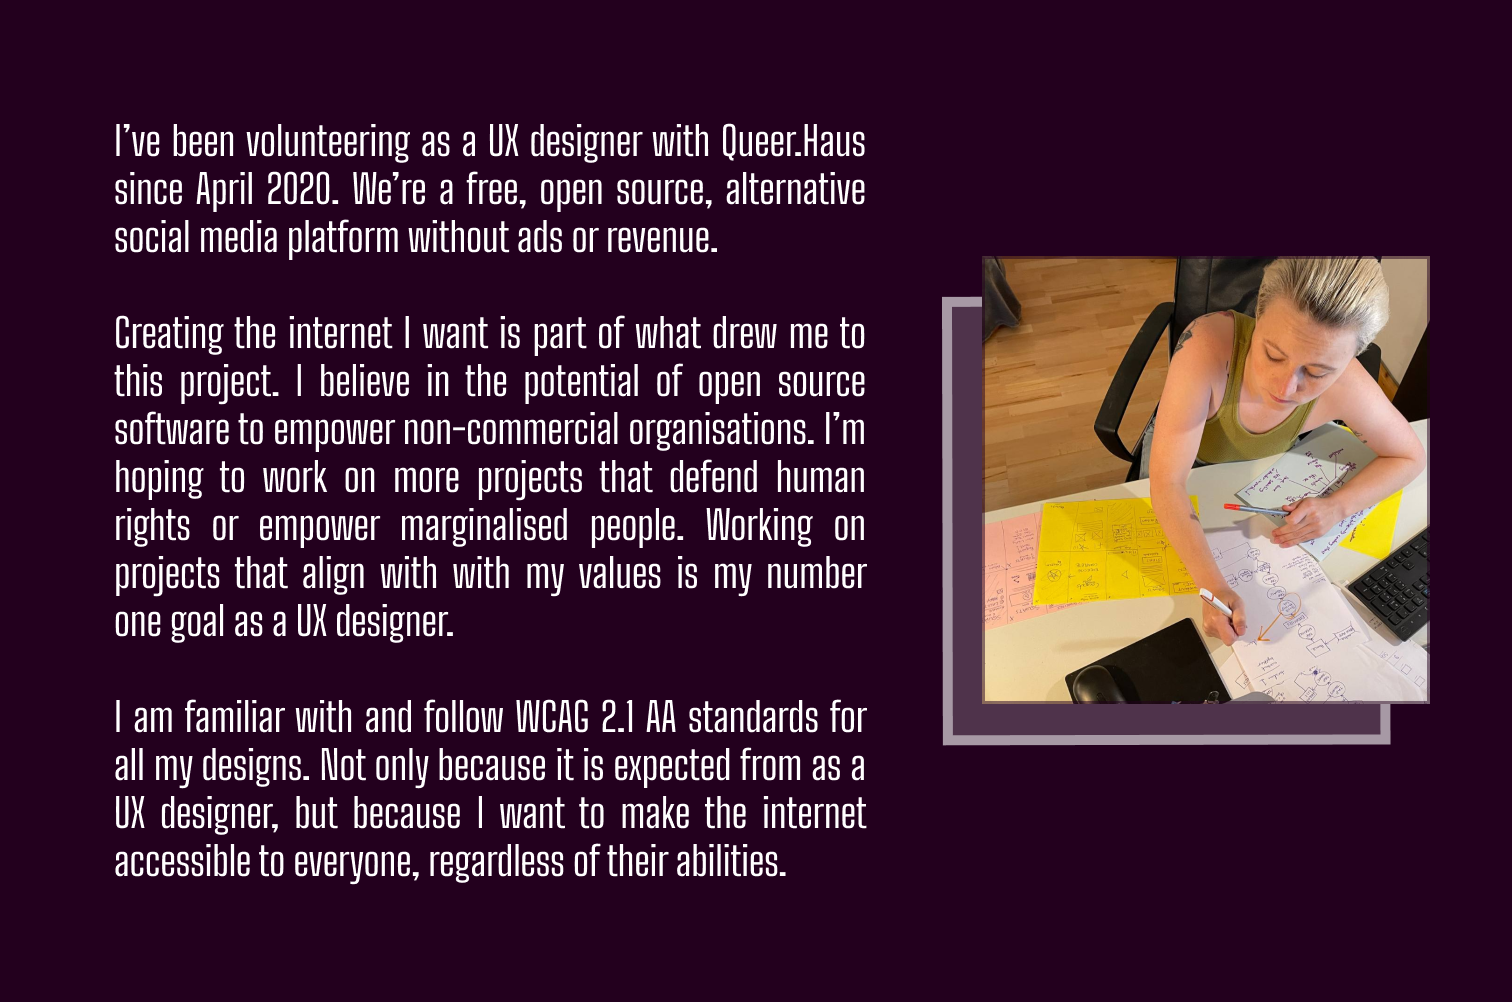 I’ve been volunteering as a UX designer with Queer.Haus
since April 2020. We’re a free, open source, alternative
social media platform without ads or revenue.
Creating the internet I want is part of what drew me to
this project. I believe in the potential of open source
software to empower non-commercial organisations. I’m
hoping to work on more projects that defend human
rights or empower marginalised people. Working on
projects that align with with my values is my number
one goal as a UX designer.
I am familiar with and follow WCAG 2.1 AA standards for
all my designs. Not only because it is expected from as a
UX designer, but because I want to make the internet
accessible to everyone, regardless of their abilities.